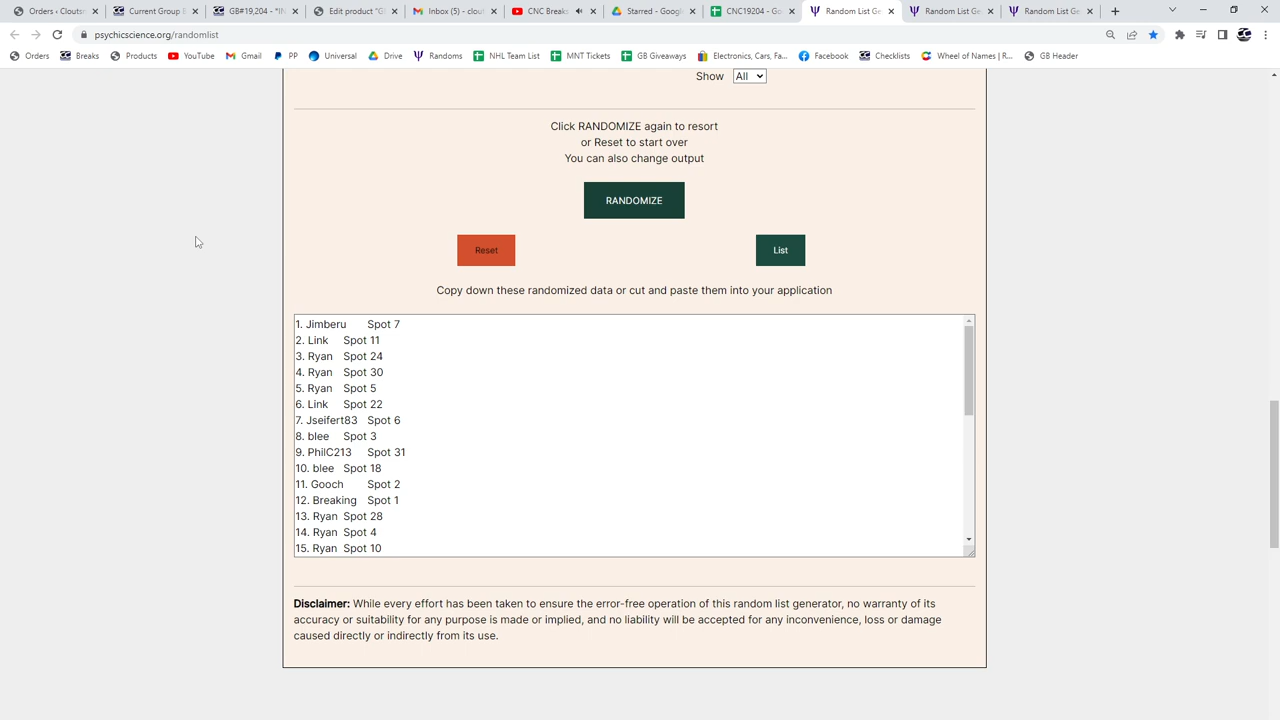 Orders ‹ Clouts
Current Group B
GB#19,204 - *IN
Edit product "G
Inbox (5) - clou
CNC Breaks
Starred - Google
CNC19204 - Go
Random List Ge
Random List Ge
Random List Ge
psychicscience.org/randomlist
Orders
Breaks
Products
YouTube
Gmail
PP
Universal
Drive
Randoms
NHL Team List
MNT Tickets
GB Giveaways
Electronics, Cars, Fa...
Facebook
Checklists
Wheel of Names | R...
GB Header
Show All
Click RANDOMIZE again to resort
or Reset to start over
You can also change output
RANDOMIZE
Reset
List
Copy down these randomized data or cut and paste them into your application
1. Jimberu Spot 7
2. Link Spot 11
3. Ryan Spot 24
4. Ryan Spot 30
5. Ryan Spot 5
6. Link Spot 22
7. Jseifert83 Spot 6
8. blee Spot 3
9. PhilC213 Spot 31
10. blee Spot 18
11. Gooch Spot 2
12. Breaking Spot 1
13. Ryan Spot 28
14. Ryan Spot 4
15. Ryan Spot 10
Disclaimer: While every effort has been taken to ensure the error-free operation of this random list generator, no warranty of its
accuracy or suitability for any purpose is made or implied, and no liability will be accepted for any inconvenience, loss or damage
caused directly or indirectly from its use.